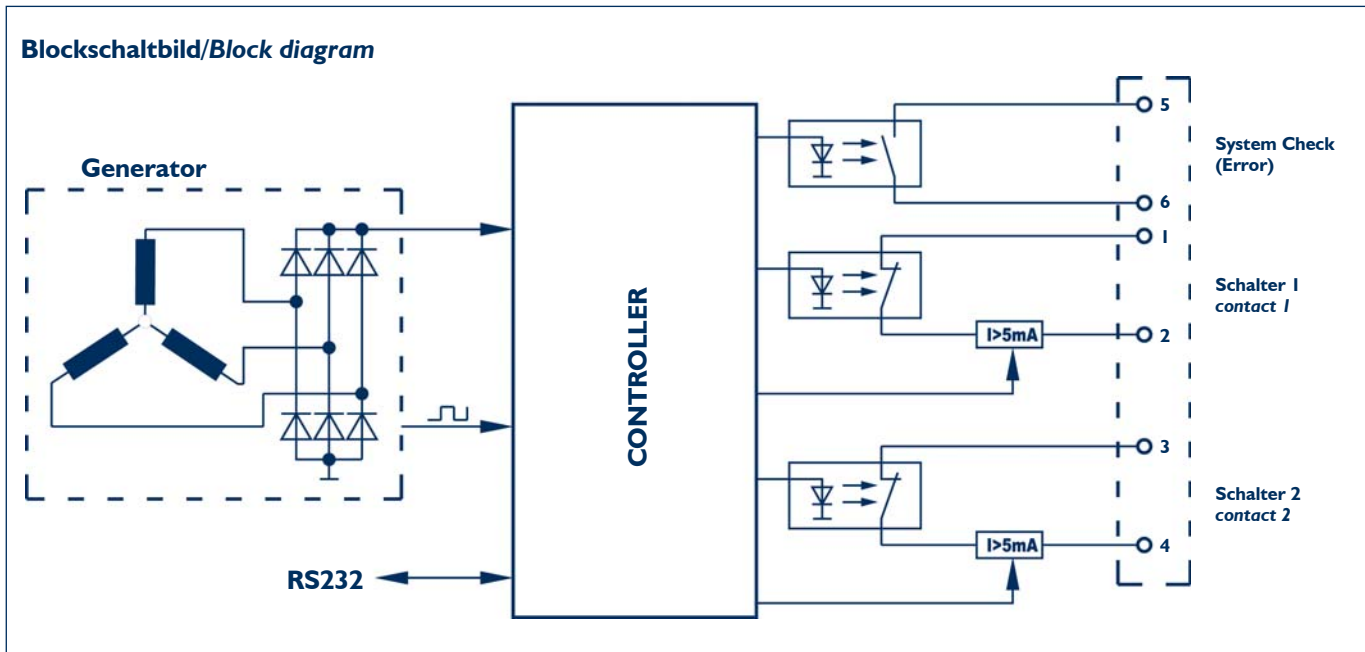 Blockschaltbild/Block diagram
Generator
RS232
CONTROLLER
I>5mA
I>5mA
5
6
1
2
3
4
System Check
(Error)
Schalter 1
contact 1
Schalter 2
contact 2